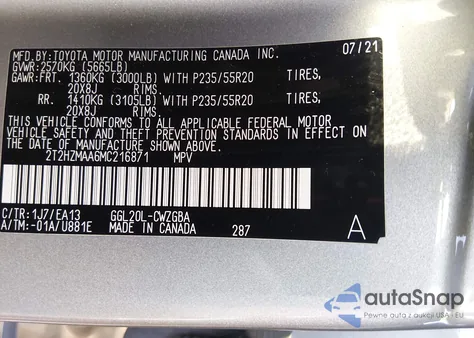 MFD.BY:TOYOTA MOTOR MANUFACTURING CANADA INC. 07/21
GVWR:2570KG (5665LB)
GAWR:FRT. 1360KG (3000LB) WITH P235/55R20 TIRES,
20X8J RIMS.
RR. 1410KG (3105LB) WITH P235/55R20 TIRES,
20X8J RIMS.
THIS VEHICLE CONFORMS TO ALL APPLICABLE FEDERAL MOTOR
VEHICLE SAFETY AND THEFT PREVENTION STANDARDS IN
EFFECT ON THE DATE OF MANUFACTURE SHOWN ABOVE.
2T2HZMAA6MC216871 MPV
C/TR:1J7/EA13 GGL20L-CWZGBA
A/TM:-01A/U881E MADE IN CANADA 287 A
autoSnap
Pewne auto z aukcji USA - EU